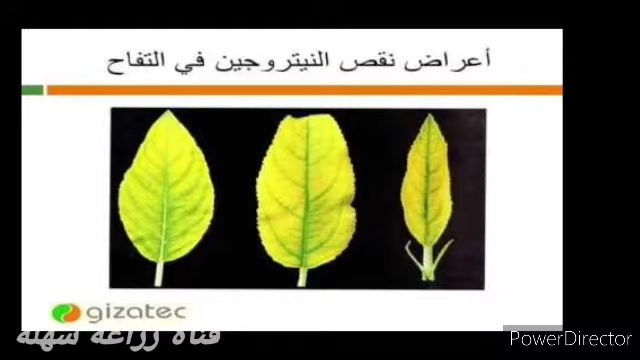 أعراض نقص النيتروجين في التفاح
gizatec
قناة زراعة سهلة
PowerDirector